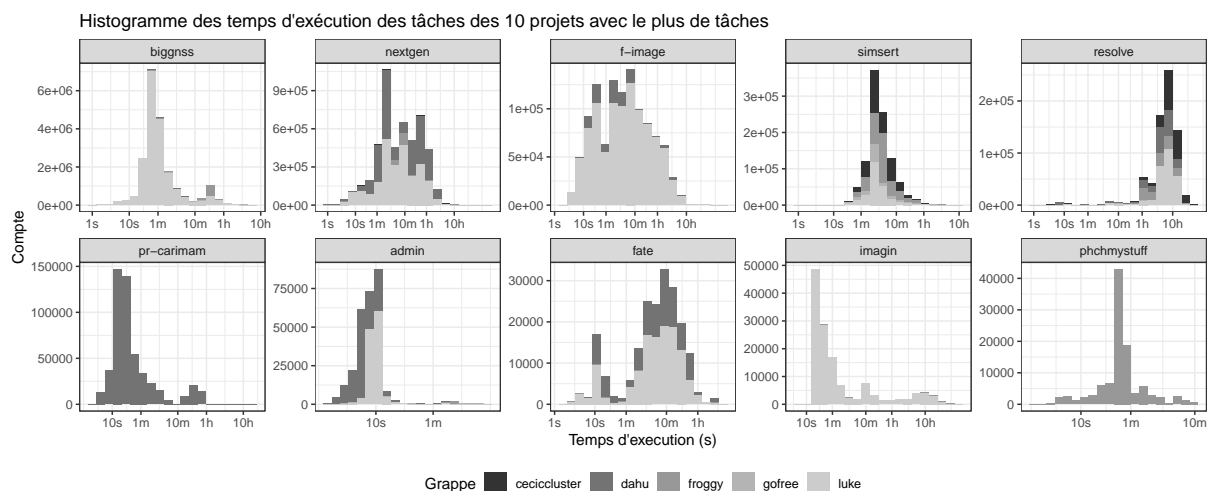 Histogramme des temps d'exécution des tâches des 10 projets avec le plus de tâches
biggnss
nextgen
f−image
simsert
resolve
6e+06
4e+06
2e+06
0e+00
1s 10s 1m 10m 1h 10h
9e+05
6e+05
3e+05
0e+00
1s 10s 1m 10m 1h 10h
1e+05
5e+04
0e+00
1s 10s 1m 10m 1h 10h
3e+05
2e+05
1e+05
0e+00
1s 10s 1m 10m 1h 10h
2e+05
1e+05
0e+00
1s 10s 1m 10m 1h 10h
Compte
pr−carimam
admin
fate
imagin
phchmystuff
150000
100000
50000
0
10s 1m 10m 1h
75000
50000
25000
0
10s 1m
30000
20000
10000
0
1s 10s 1m 10m 1h
50000
40000
30000
20000
10000
0
10s 1m 10m 1h 10h
40000
30000
20000
10000
0
10s 1m 10m
Temps d'execution (s)
Grappe ceciccluster dahu froggy gofree luke